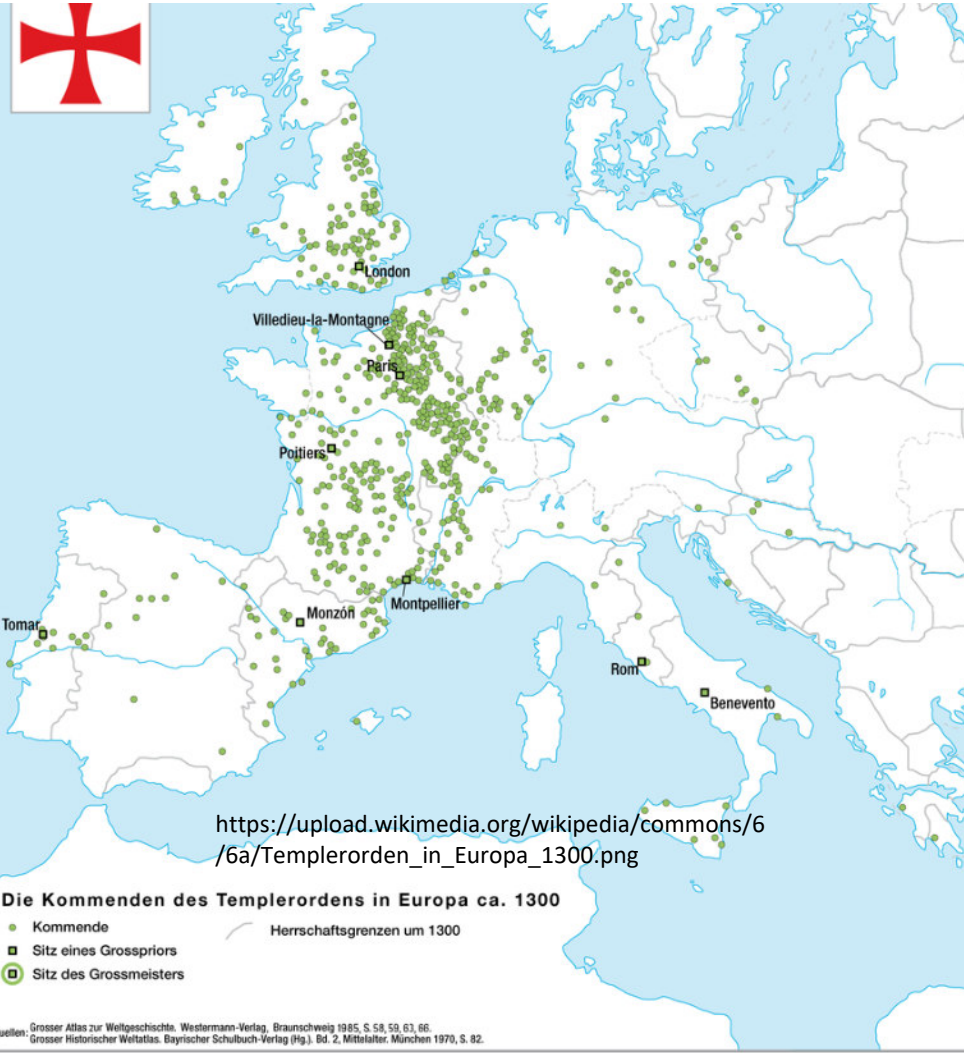 London
Villedieu-la-Montagne
Paris
Poitiers
Monzón
Montpellier
Tomar
Rom
Benevento
https://upload.wikimedia.org/wikipedia/commons/6
/6a/Templerorden_in_Europa_1300.png
Die Kommenden des Templerordens in Europa ca. 1300
Kommende
Herrschaftsgrenzen um 1300
Sitz eines Grosspriors
Sitz des Grossmeisters
uellen: Grosser Atlas zur Weltgeschichte. Westermann-Verlag, Braunschweig 1985, S. 58, 59, 63, 66.
Grosser Historischer Weltatlas. Bayrischer Schulbuch-Verlag (Hg.). Bd. 2, Mittelalter. München 1970, S. 82.